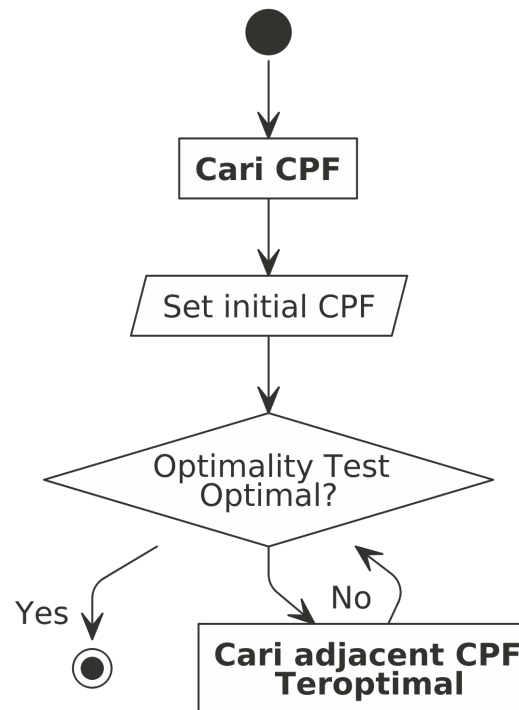 Cari CPF
Set initial CPF
Optimality Test
Optimal?
Yes
No
Cari adjacent CPF
Teroptimal